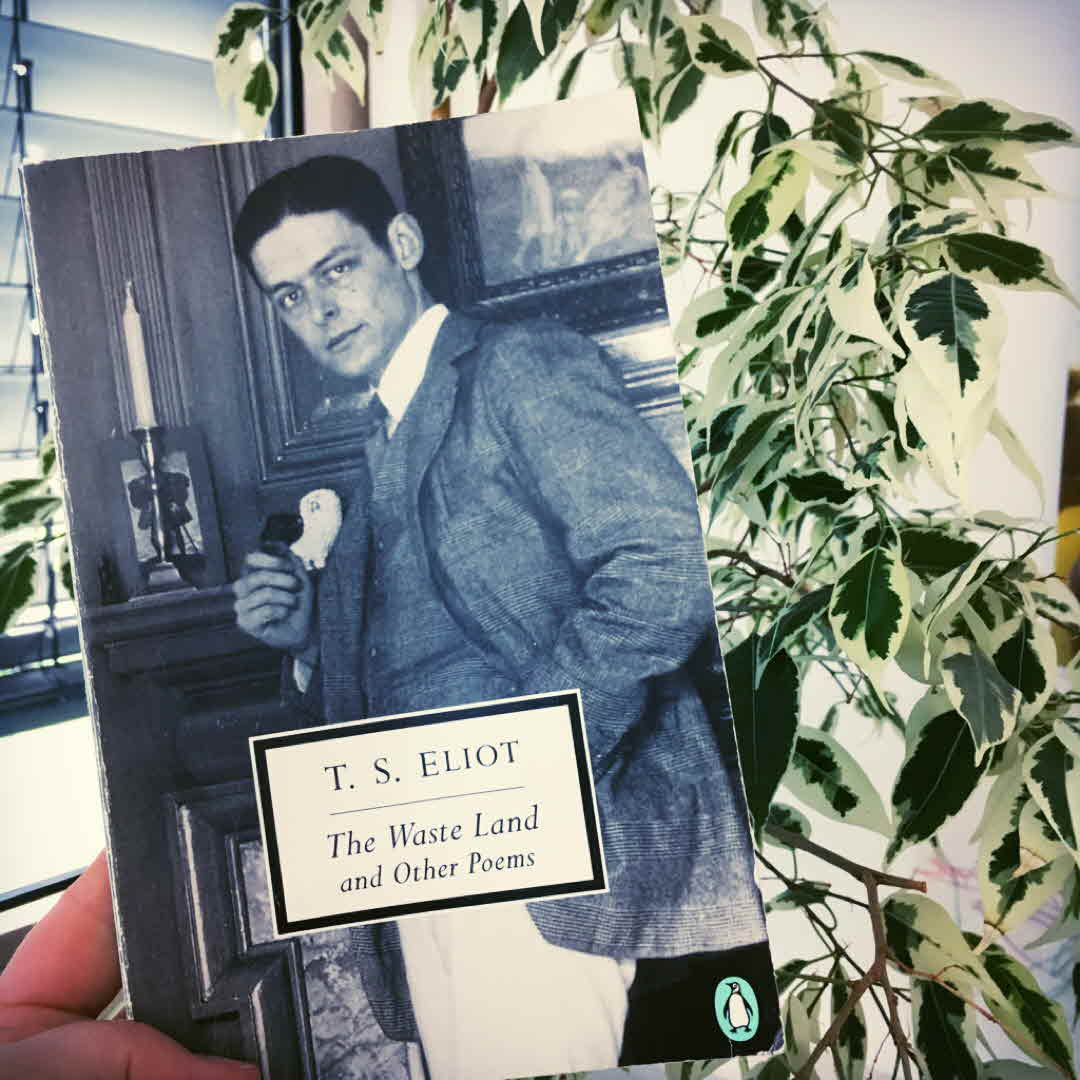 T. S. ELIOT
The Waste Land
and Other Poems